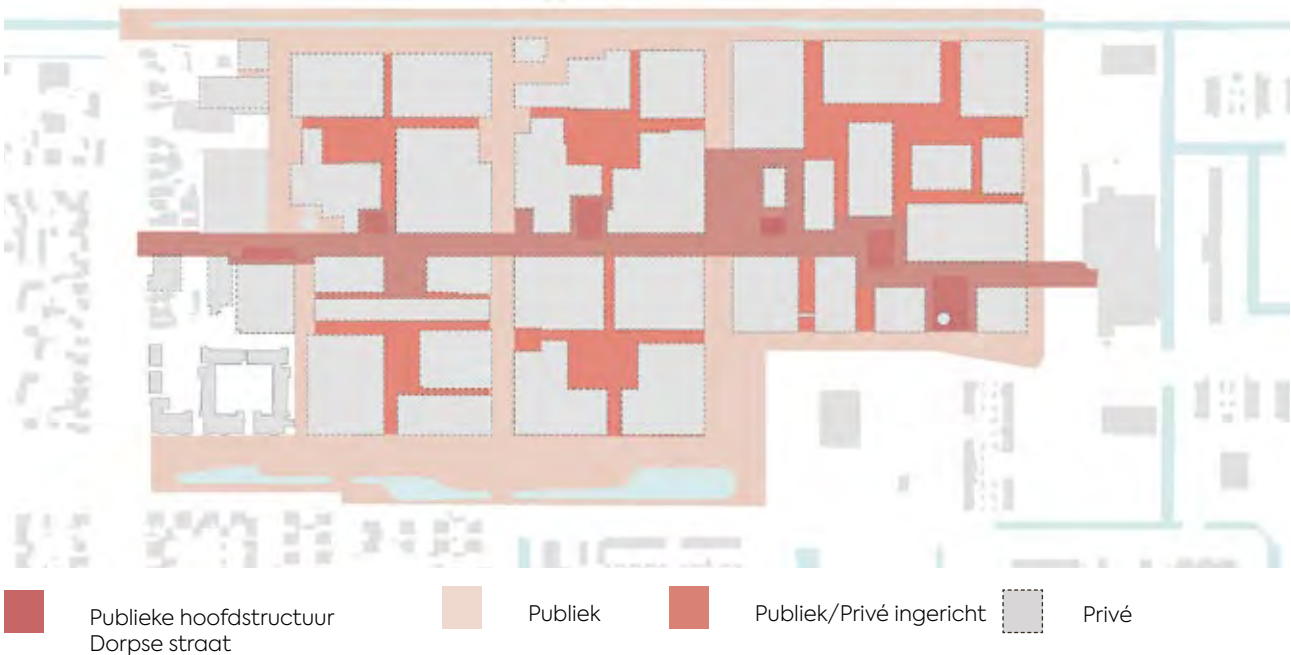 Publieke hoofdstructuur
Dorpse straat
Publiek
Publiek/Privé ingericht
Privé